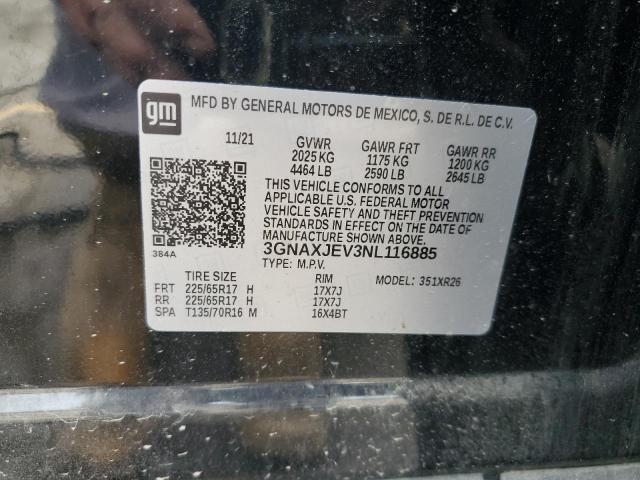 gm
MFD BY GENERAL MOTORS DE MEXICO, S. DE R.L. DE C.V.
11/21 GVWR GAWR FRT GAWR RR
2025 KG 1175 KG 1200 KG
4464 LB 2590 LB 2645 LB
THIS VEHICLE CONFORMS TO ALL
APPLICABLE U.S. FEDERAL MOTOR
VEHICLE SAFETY AND THEFT PREVENTION
STANDARDS IN EFFECT ON THE DATE OF
MANUFACTURE SHOWN ABOVE.
384A 3GNAXJEV3NL116885
TYPE: M.P.V.
TIRE SIZE RIM MODEL: 351XR26
FRT 225/65R17 H 17X7J
RR 225/65R17 H 17X7J
SPA T135/70R16 M 16X4BT